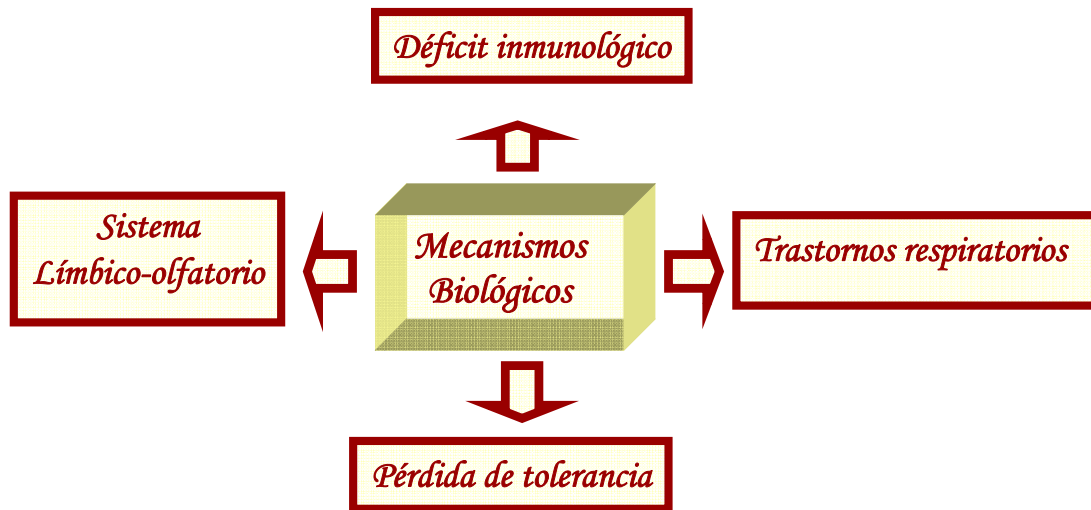 Déficit inmunológico
Sistema
Límbico-olfatorio
Mecanismos
Biológicos
Trastornos respiratorios
Pérdida de tolerancia